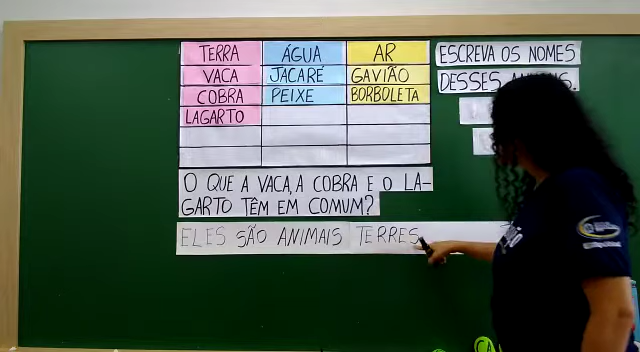 TERRA ÁGUA AR
VACA JACARÉ GAVIÃO
COBRA PEIXE BORBOLETA
LAGARTO
O QUE A VACA, A COBRA E O LA-
GARTO TÊM EM COMUM?
ELES SÃO ANIMAIS TERRES
ESCREVA OS NOMES
DESSES ANIMAIS.